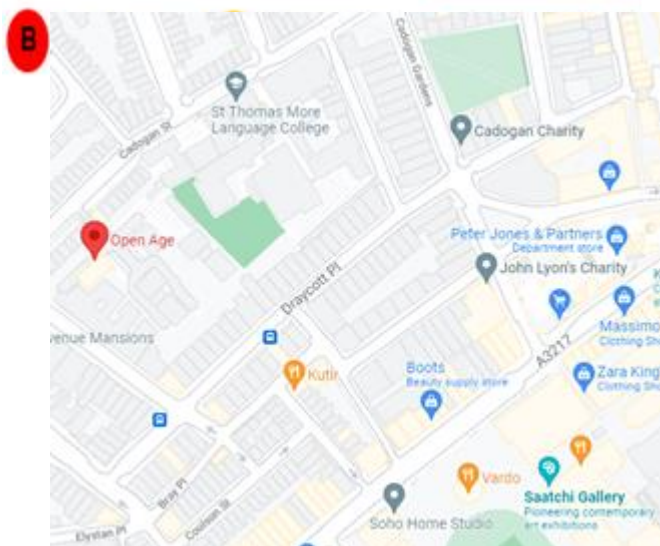 B
Cadogan Gardens
St Thomas More
Language College
Cadogan Charity
Cadogan St
Open Age
Peter Jones & Partners
Department store
John Lyon's Charity
Draycott Pl
venue Mansions
Massimo
Clothing Sh
A3217
Kutir
Boots
Beauty supply store
Zara King
Clothing Sh
Vardo
Bray Pl
Saatchi Gallery
Pioneering contemporary
art exhibitions
Coulson St
Soho Home Studio
Elystan Pl